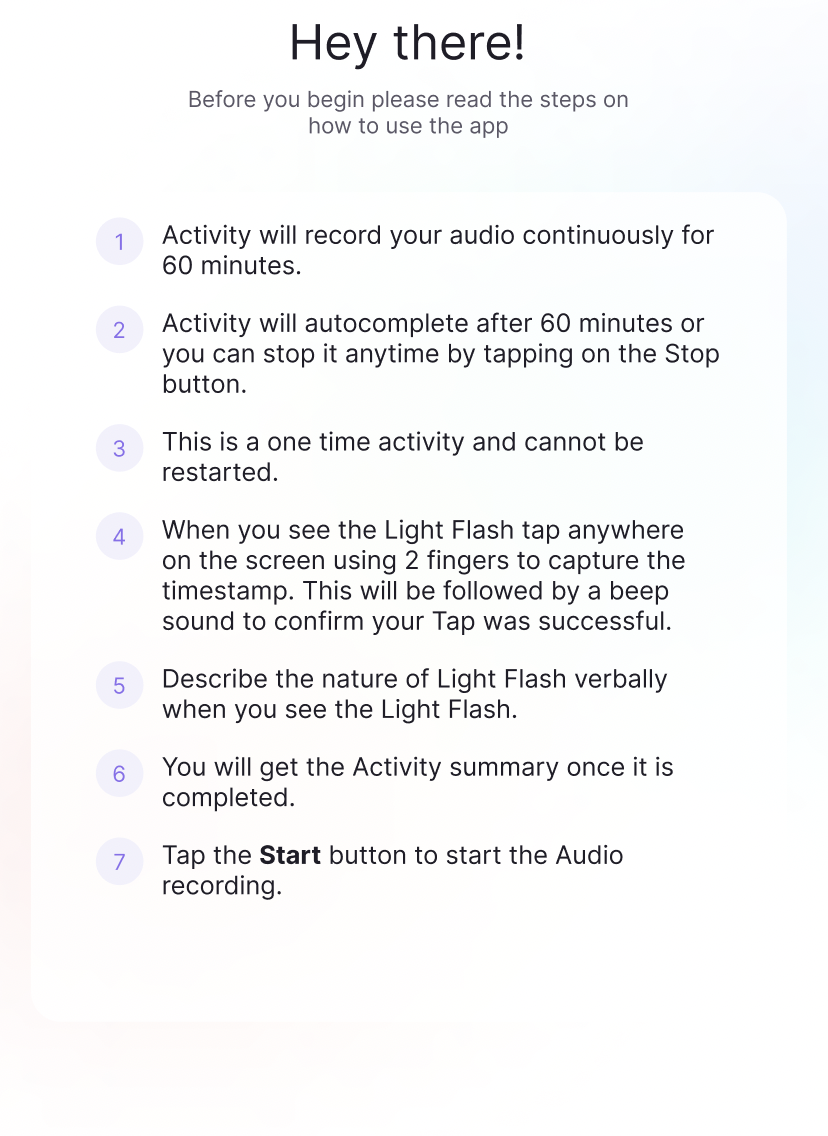 Hey there!
Before you begin please read the steps on
how to use the app
1 Activity will record your audio continuously for
60 minutes.
2 Activity will autocomplete after 60 minutes or
you can stop it anytime by tapping on the Stop
button.
3 This is a one time activity and cannot be
restarted.
4 When you see the Light Flash tap anywhere
on the screen using 2 fingers to capture the
timestamp. This will be followed by a beep
sound to confirm your Tap was successful.
5 Describe the nature of Light Flash verbally
when you see the Light Flash.
6 You will get the Activity summary once it is
completed.
7 Tap the Start button to start the Audio
recording.